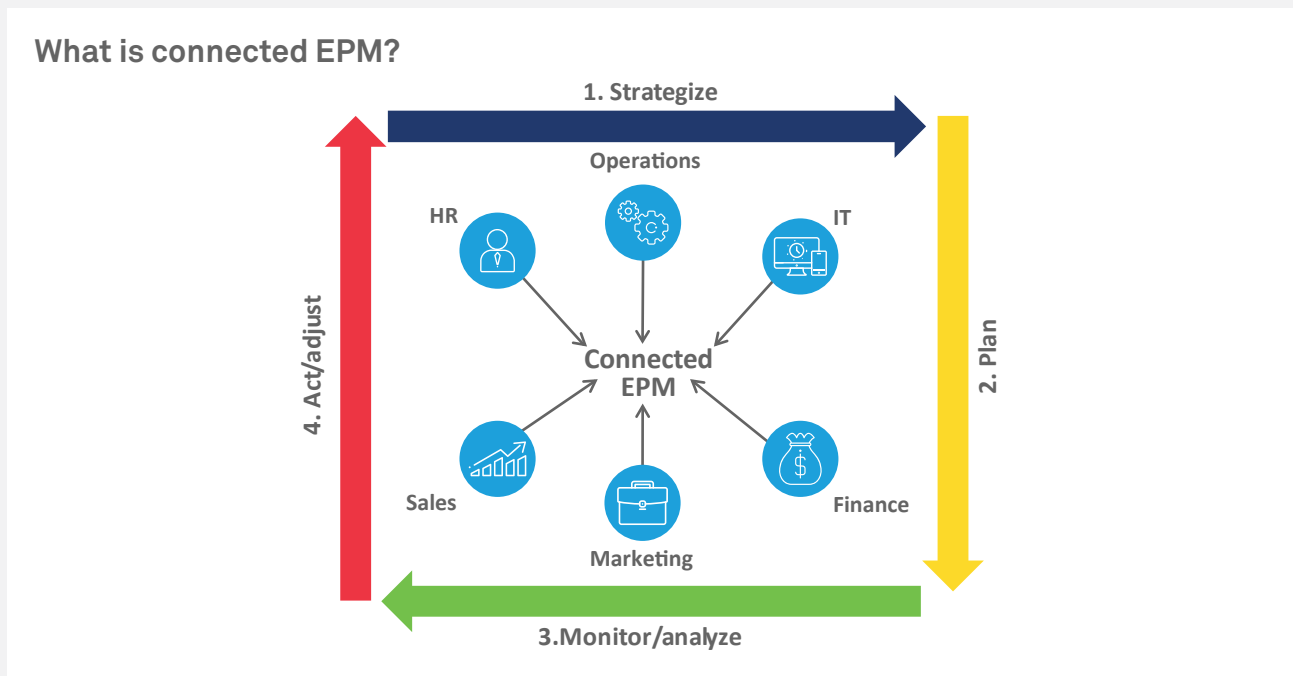 What is connected EPM?
1. Strategize
Operations
HR
IT
4. Act/adjust
Connected
EPM
2. Plan
Sales
Finance
Marketing
3.Monitor/analyze
$